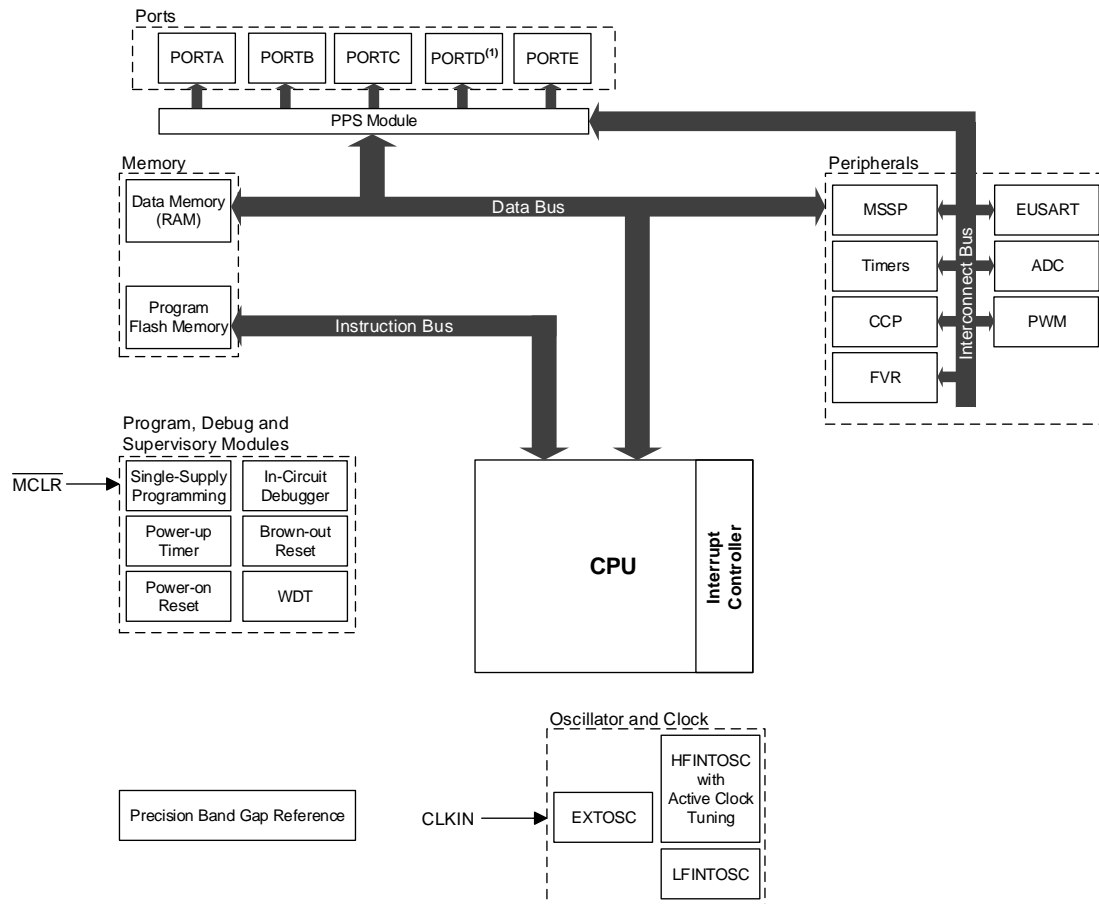 Ports
PORTA
PORTB
PORTC
PORTD(1)
PORTE
PPS Module
Memory
Data Memory
(RAM)
Program
Flash Memory
Data Bus
Instruction Bus
Peripherals
MSSP
EUSART
Timers
ADC
CCP
PWM
FVR
Interconnect Bus
Program, Debug and
Supervisory Modules
MCLR
Single-Supply
Programming
In-Circuit
Debugger
Power-up
Timer
Brown-out
Reset
Power-on
Reset
WDT
CPU
Interrupt
Controller
Oscillator and Clock
HFINTOSC
with
Active Clock
Tuning
CLKIN
EXTOSC
LFINTOSC
Precision Band Gap Reference